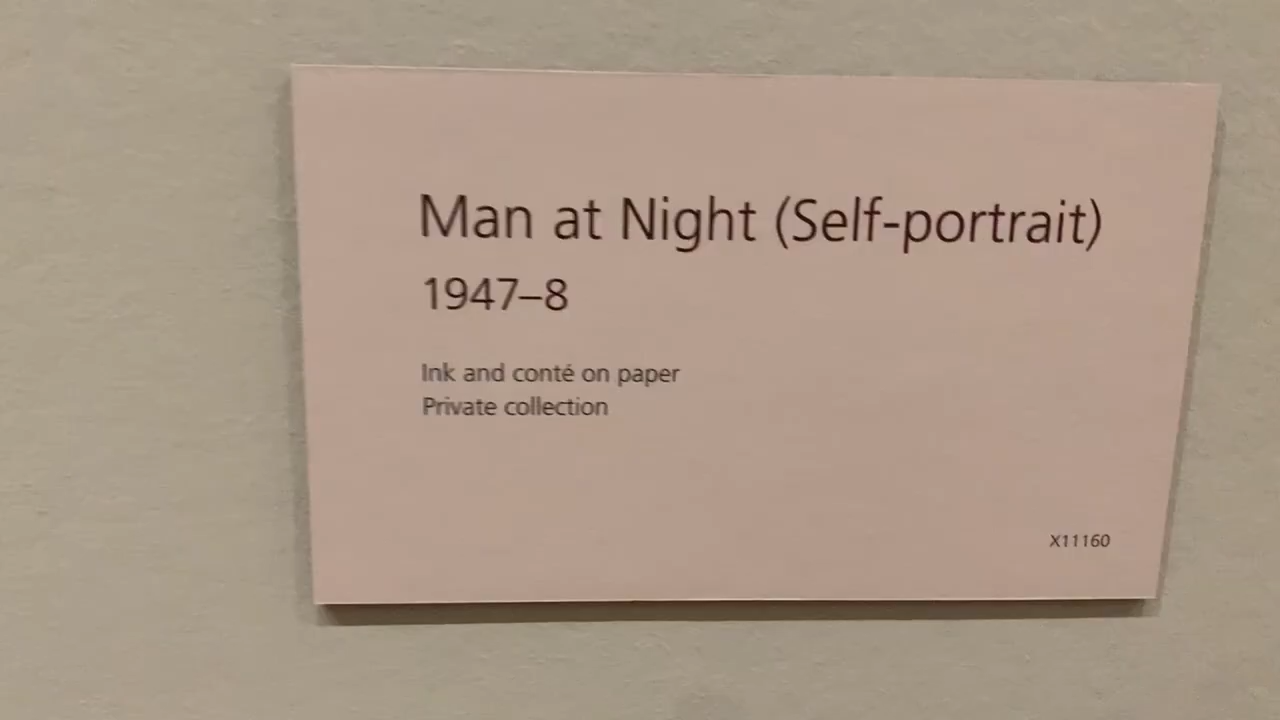 Man at Night (Self-portrait)
1947–8
Ink and conté on paper
Private collection
X11160